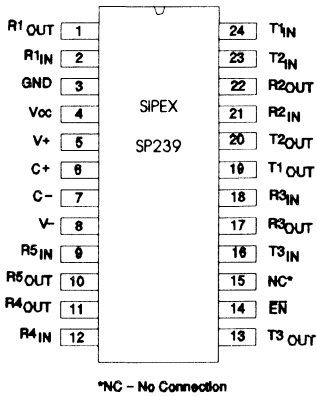 R1 OUT 1 24 T1 IN
R1 IN 2 23 T2 IN
GND 3 22 R2 OUT
Vcc 4 SIPEX 21 R2 IN
V+ 5 SP239 20 T2 OUT
C+ 6 19 T1 OUT
C- 7 18 R3 IN
V- 8 17 R3 OUT
R5 IN 9 16 T3 IN
R5 OUT 10 15 NC*
R4 OUT 11 14 EN
R4 IN 12 13 T3 OUT
*NC - No Connection